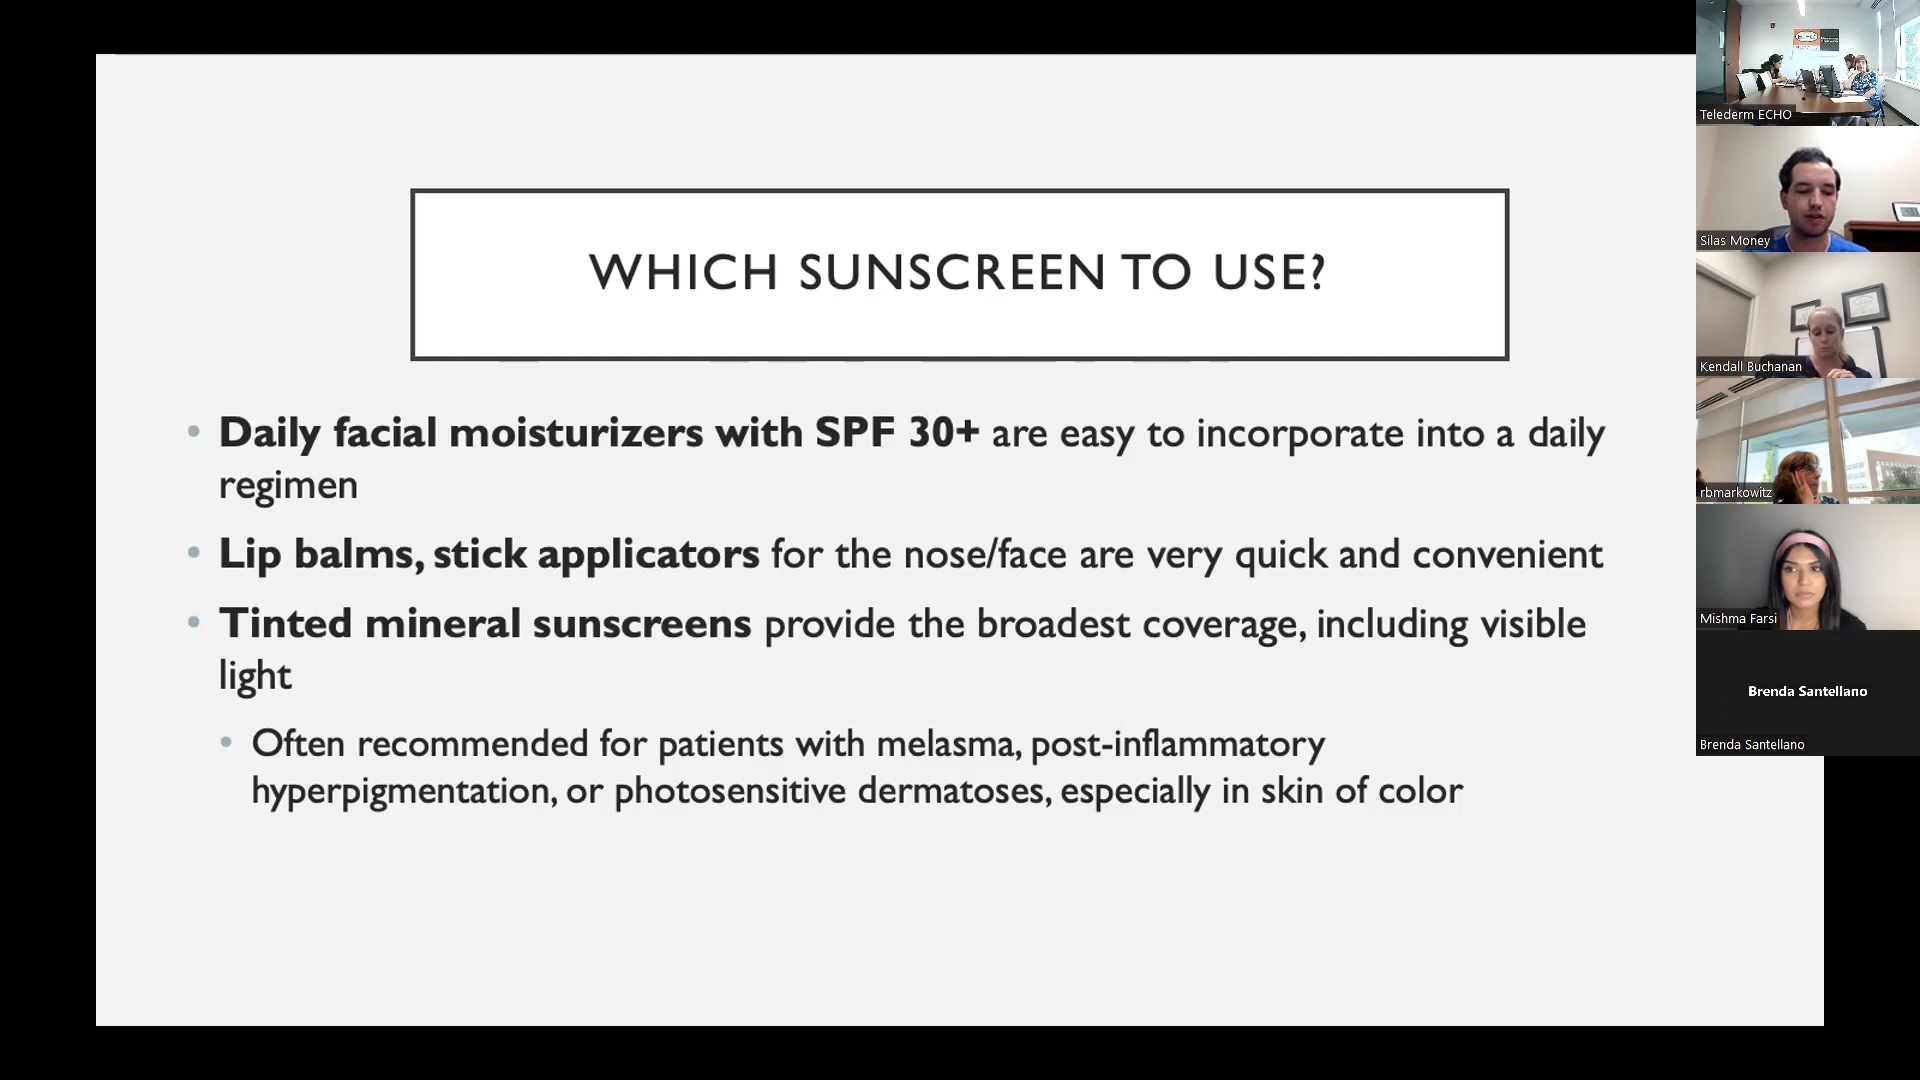 WHICH SUNSCREEN TO USE?
• Daily facial moisturizers with SPF 30+ are easy to incorporate into a daily
regimen
• Lip balms, stick applicators for the nose/face are very quick and convenient
• Tinted mineral sunscreens provide the broadest coverage, including visible
light
• Often recommended for patients with melasma, post-inflammatory
hyperpigmentation, or photosensitive dermatoses, especially in skin of color
Telederm ECHO
Silas Money
Kendall Buchanan
rbmarkowitz
Mishma Farsi
Brenda Santellano
Brenda Santellano